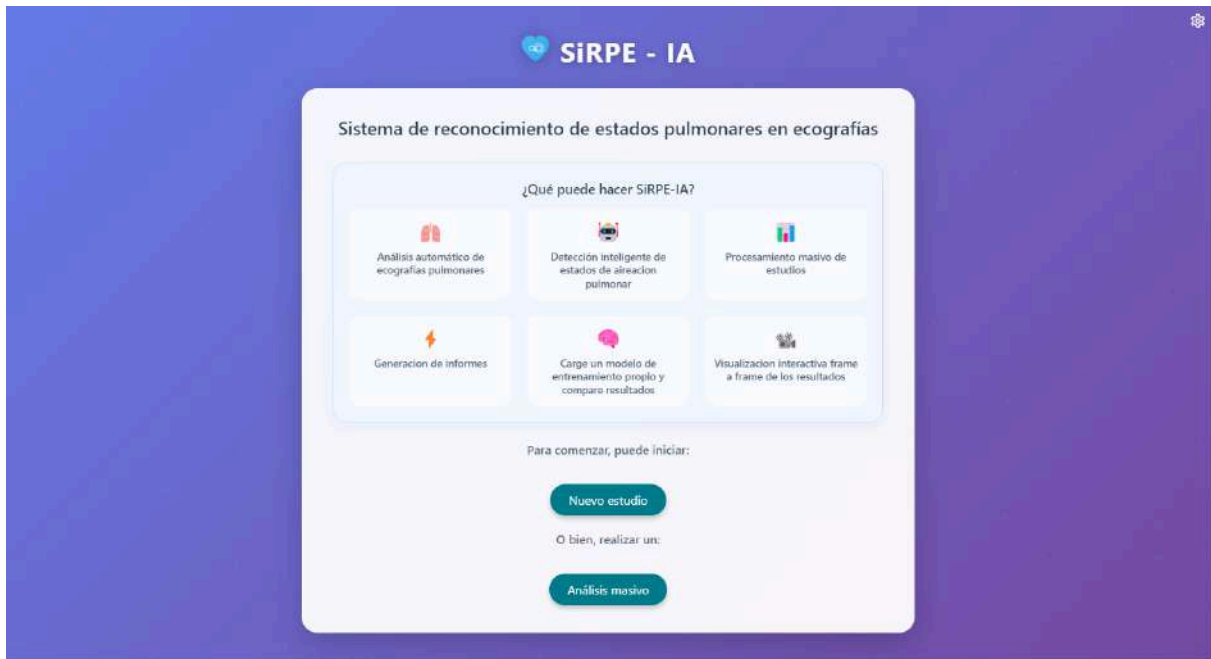 SiRPE - IA
Sistema de reconocimiento de estados pulmonares en ecografías
¿Qué puede hacer SiRPE-IA?
Análisis automático de
ecografías pulmonares
Detección inteligente de
estados de aireacion
pulmonar
Procesamiento masivo de
estudios
Generacion de informes
Carge un modelo de
entrenamiento propio y
compare resultados
Visualizacion interactiva frame
a frame de los resultados
Para comenzar, puede iniciar:
Nuevo estudio
O bien, realizar un:
Análisis masivo